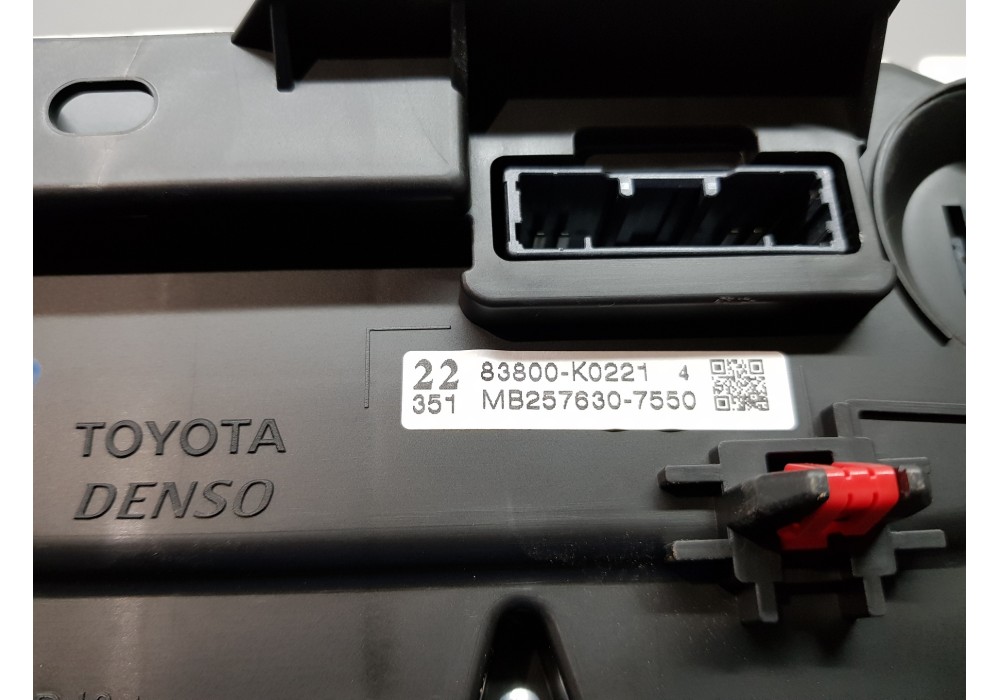 22 83800-K0221 4
351 MB257630-7550
TOYOTA
DENSO